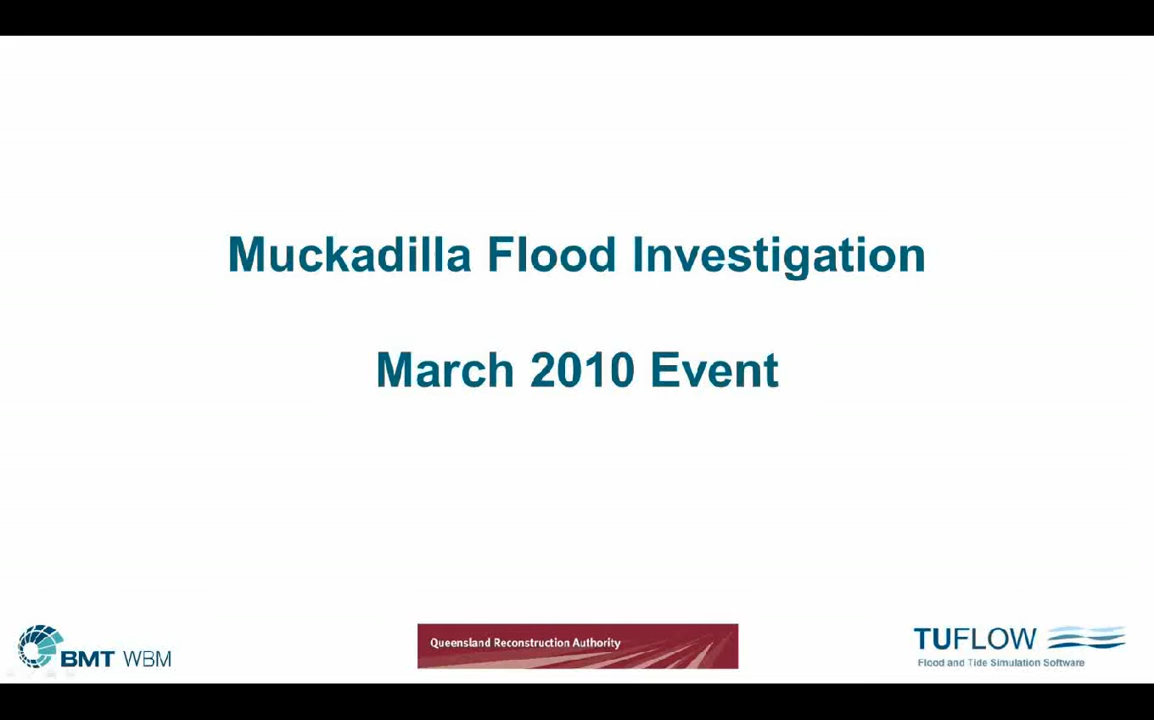 Muckadilla Flood Investigation
March 2010 Event
BMT WBM
Queensland Reconstruction Authority
TUFLOW
Flood and Tide Simulation Software